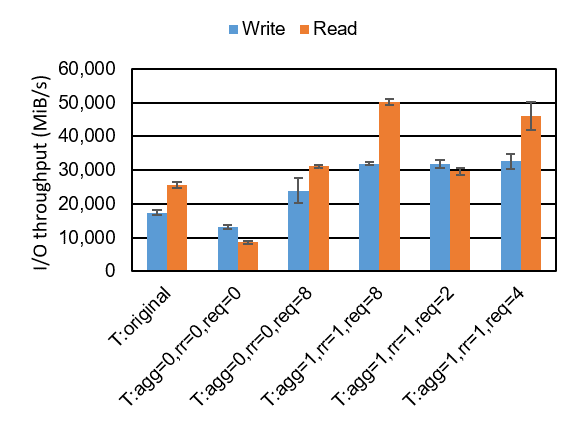 Write Read
I/O throughput (MiB/s)
60,000
50,000
40,000
30,000
20,000
10,000
0
T:original
T:agg=0,rr=0,req=0
T:agg=0,rr=0,req=8
T:agg=1,rr=1,req=8
T:agg=1,rr=1,req=2
T:agg=1,rr=1,req=4